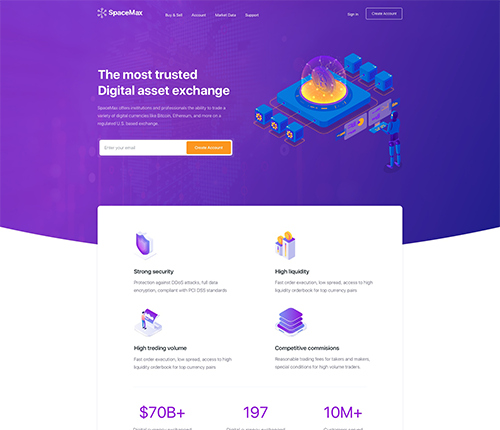 SpaceMax
Buy & Sell Account Market Data Support
Sign in Create Account
The most trusted
Digital asset exchange
SpaceMax offers institutions and professionals the ability to trade a
variety of digital currencies like Bitcoin, Ethereum, and more on a
regulated U.S. based exchange.
Enter your email Create Account
Strong security
Protection against DDoS attacks, full data
encryption, compliant with PCI DSS standards
High liquidity
Fast order execution, low spread, access to high
liquidity orderbook for top currency pairs
High treding volume
Fast order execution, low spread, access to high
liquidity orderbook for top currency pairs
Competitive commisions
Reasonable trading fees for takers and makers,
special conditions for high volume traders
$70B+ 197 10M+